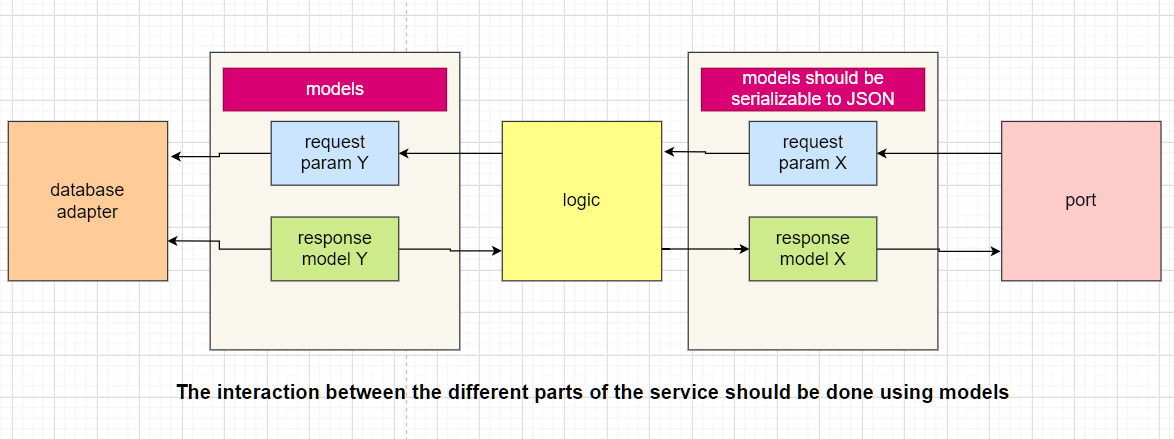 models
models should be
serializable to JSON
database
adapter
request
param Y
response
model Y
logic
request
param X
response
model X
port
The interaction between the different parts of the service should be done using models